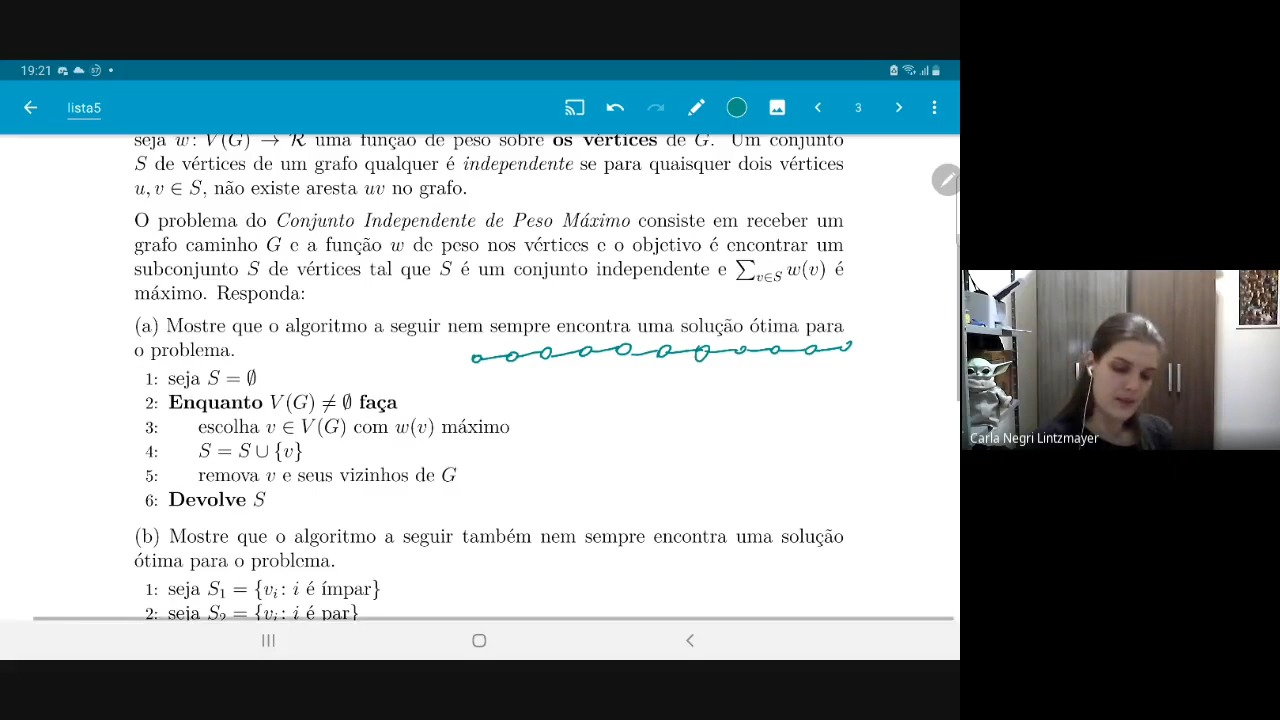 19:21
lista5
3
seja w: V(G) → R uma função de peso sobre os vértices de G. Um conjunto
S de vértices de um grafo qualquer é independente se para quaisquer dois vértices
u, v ∈ S, não existe aresta uv no grafo.
O problema do Conjunto Independente de Peso Máximo consiste em receber um
grafo caminho G e a função w de peso nos vértices e o objetivo é encontrar um
subconjunto S de vértices tal que S é um conjunto independente e ∑v∈S w(v) é
máximo. Responda:
(a) Mostre que o algoritmo a seguir nem sempre encontra uma solução ótima para
o problema.
1: seja S = ∅
2: Enquanto V(G) ≠ ∅ faça
3: escolha v ∈ V(G) com w(v) máximo
4: S = S ∪ {v}
5: remova v e seus vizinhos de G
6: Devolve S
(b) Mostre que o algoritmo a seguir também nem sempre encontra uma solução
ótima para o problema.
1: seja S₁ = {vᵢ: i é ímpar}
2: seja S₂ = {vᵢ: i é par}
Carla Negri Lintzmayer